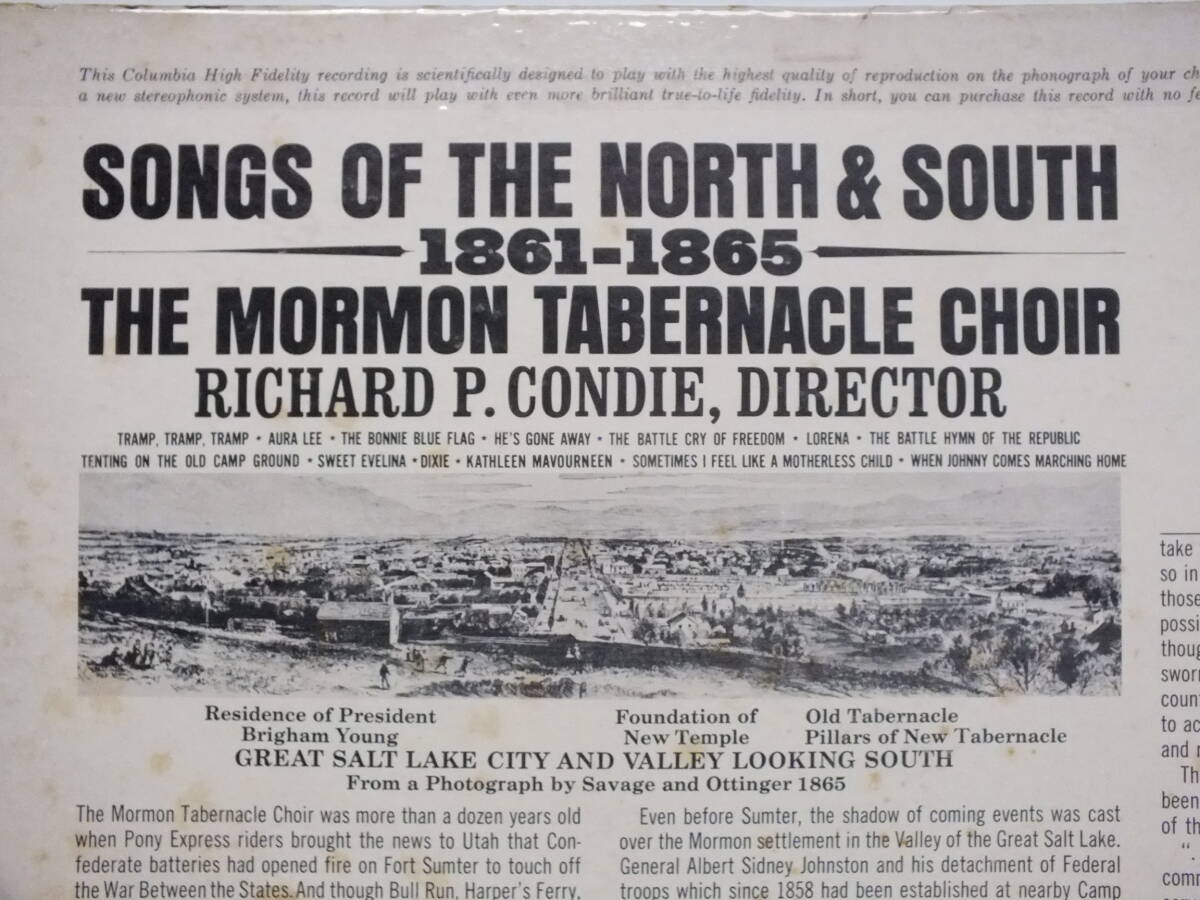 This Columbia High Fidelity recording is scientifically designed to play with the highest quality of reproduction on the phonograph of your ch
a new stereophonic system, this record will play with even more brilliant true-to-life fidelity. In short, you can purchase this record with no fe
SONGS OF THE NORTH & SOUTH
1861-1865
THE MORMON TABERNACLE CHOIR
RICHARD P. CONDIE, DIRECTOR
TRAMP, TRAMP, TRAMP • AURA LEE • THE BONNIE BLUE FLAG • HE'S GONE AWAY • THE BATTLE CRY OF FREEDOM • LORENA • THE BATTLE HYMN OF THE REPUBLIC
TENTING ON THE OLD CAMP GROUND • SWEET EVELINA • DIXIE • KATHLEEN MAVOURNEEN • SOMETIMES I FEEL LIKE A MOTHERLESS CHILD • WHEN JOHNNY COMES MARCHING HOME
Residence of President
Brigham Young
Foundation of
New Temple
Old Tabernacle
Pillars of New Tabernacle
GREAT SALT LAKE CITY AND VALLEY LOOKING SOUTH
From a Photograph by Savage and Ottinger 1865
The Mormon Tabernacle Choir was more than a dozen years old
when Pony Express riders brought the news to Utah that Con-
federate batteries had opened fire on Fort Sumter to touch off
the War Between the States. And though Bull Run, Harper's Ferry,
Even before Sumter, the shadow of coming events was cast
over the Mormon settlement in the Valley of the Great Salt Lake.
General Albert Sidney Johnston and his detachment of Federal
troops which since 1858 had been established at nearby Camp
take
so in
those
possi
thoug
swor
coun
to ac
and
Th
been
of th
".
comm